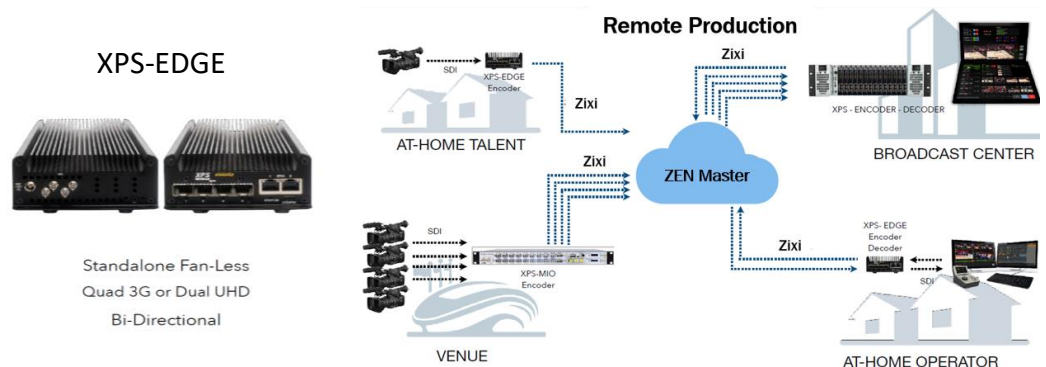 XPS-EDGE
Standalone Fan-Less
Quad 3G or Dual UHD
Bi-Directional
Remote Production
SDI
XPS-EDGE
Encoder
Zixi
AT-HOME TALENT
Zixi
XPS - ENCODER - DECODER
BROADCAST CENTER
ZEN Master
Zixi
SDI
XPS-MIO
Encoder
VENUE
Zixi
XPS- EDGE
Encoder
Decoder
SDI
AT-HOME OPERATOR
XPS